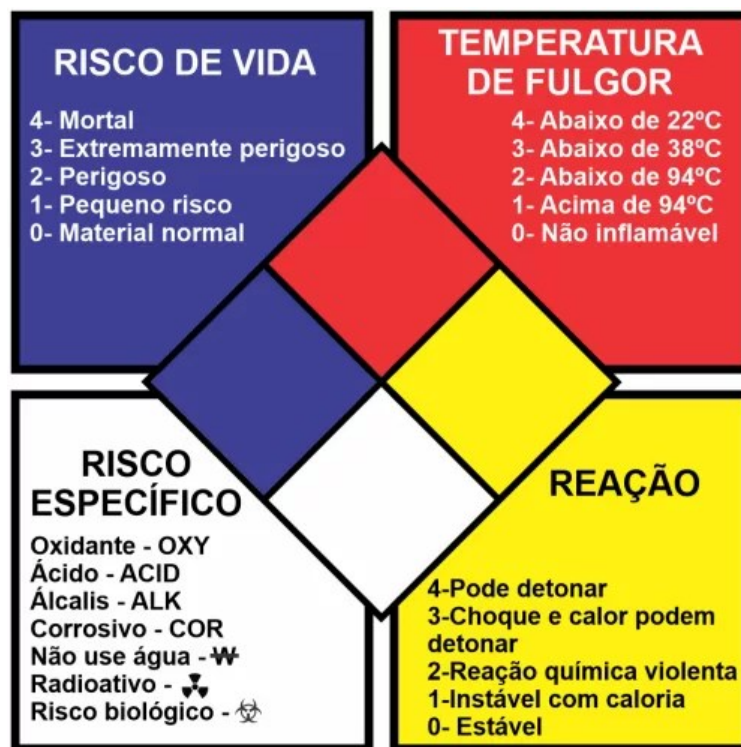 RISCO DE VIDA
4- Mortal
3- Extremamente perigoso
2- Perigoso
1- Pequeno risco
0- Material normal
TEMPERATURA
DE FULGOR
4- Abaixo de 22ºC
3- Abaixo de 38ºC
2- Abaixo de 94ºC
1- Acima de 94ºC
0- Não inflamável
RISCO
ESPECÍFICO
Oxidante - OXY
Ácido - ACID
Álcalis - ALK
Corrosivo - COR
Não use água - W
Radioativo - ☢
Risco biológico - ☣
REAÇÃO
4-Pode detonar
3-Choque e calor podem
detonar
2-Reação química violenta
1-Instável com caloria
0- Estável